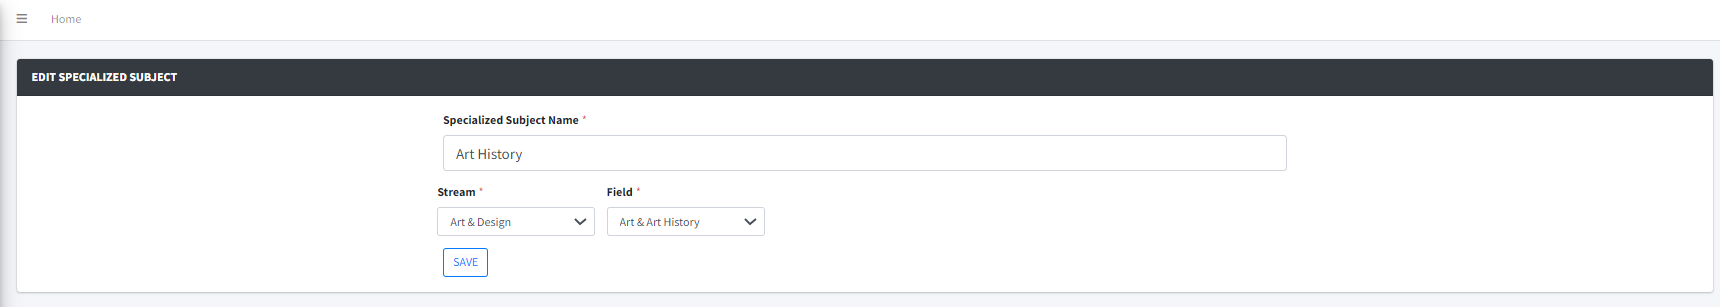 Home
EDIT SPECIALIZED SUBJECT
Specialized Subject Name *
Art History
Stream * Field *
Art & Design Art & Art History
SAVE